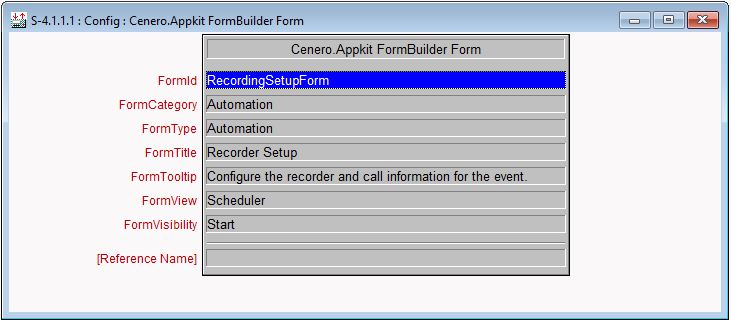 S-4.1.1.1 : Config : Cenero.Appkit FormBuilder Form
Cenero.Appkit FormBuilder Form
FormId RecordingSetupForm
FormCategory Automation
FormType Automation
FormTitle Recorder Setup
FormTooltip Configure the recorder and call information for the event.
FormView Scheduler
FormVisibility Start
[Reference Name]